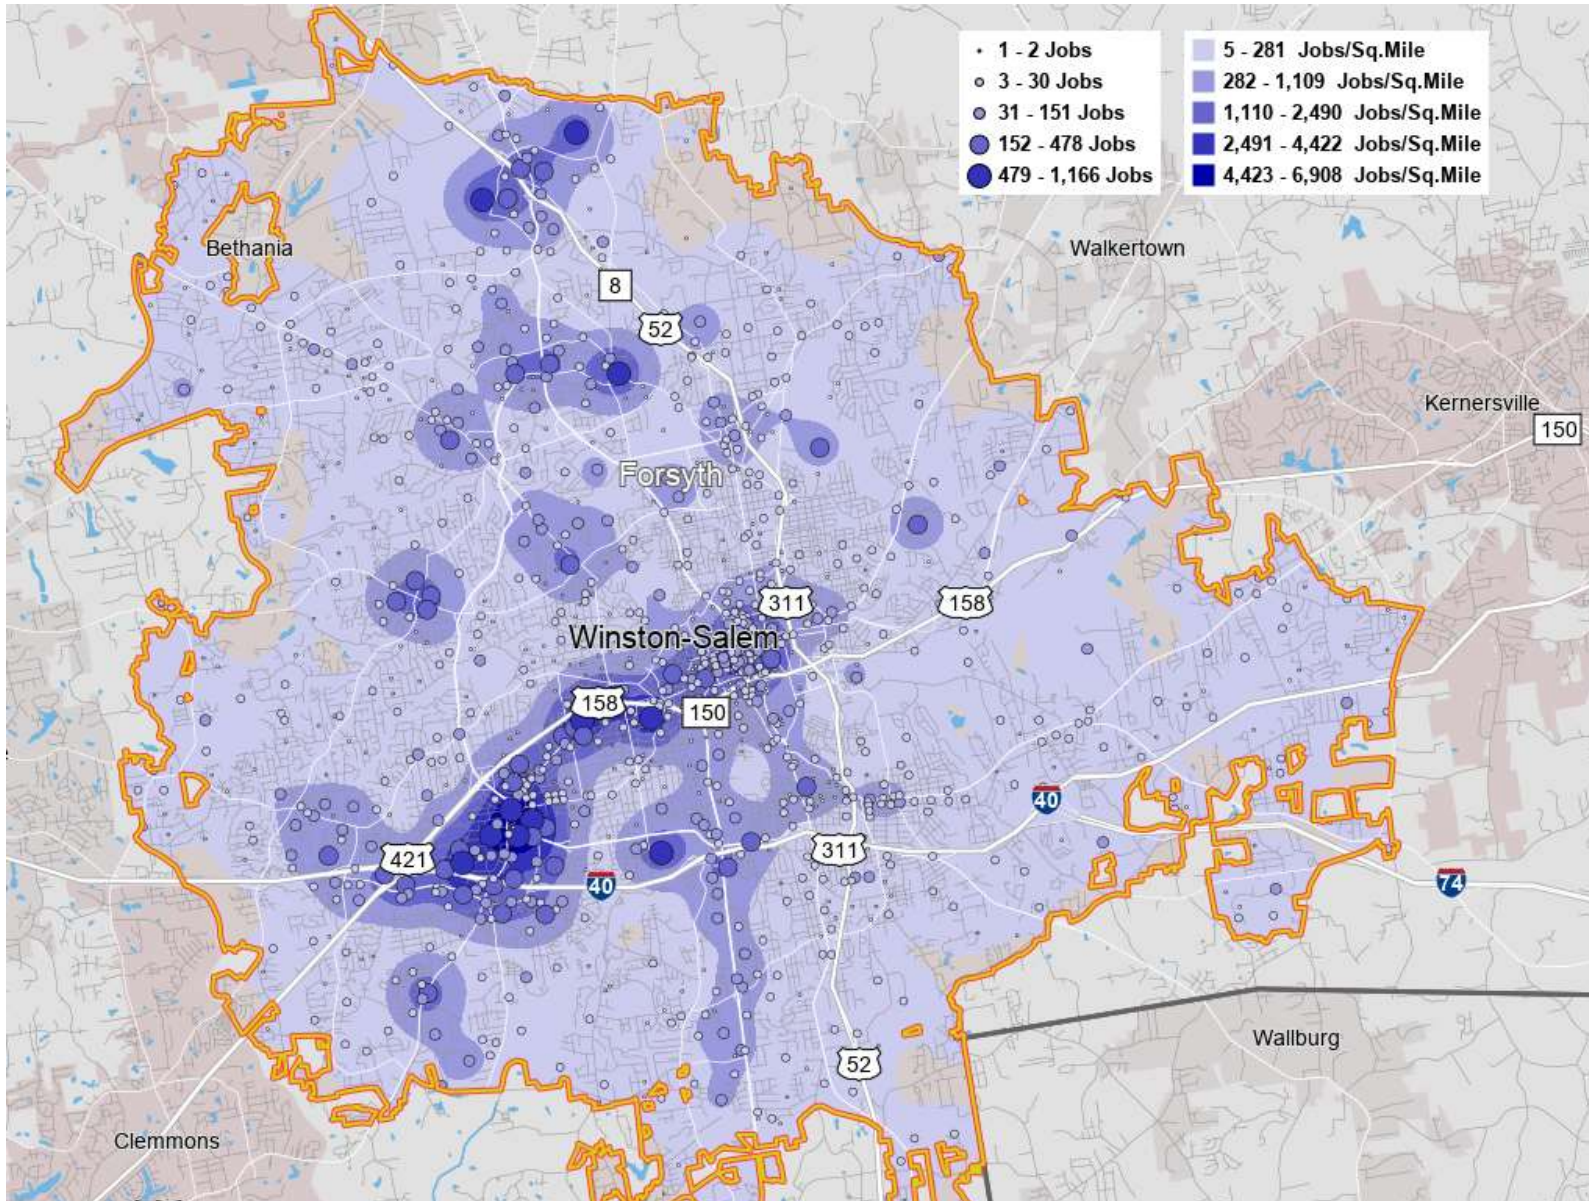 1 - 2 Jobs
3 - 30 Jobs
31 - 151 Jobs
152 - 478 Jobs
479 - 1,166 Jobs
5 - 281 Jobs/Sq.Mile
282 - 1,109 Jobs/Sq.Mile
1,110 - 2,490 Jobs/Sq.Mile
2,491 - 4,422 Jobs/Sq.Mile
4,423 - 6,908 Jobs/Sq.Mile
Bethania
Walkertown
8
52
Kernersville
150
Forsyth
311
158
Winston-Salem
158
150
40
311
421
40
74
Wallburg
52
Clemmons